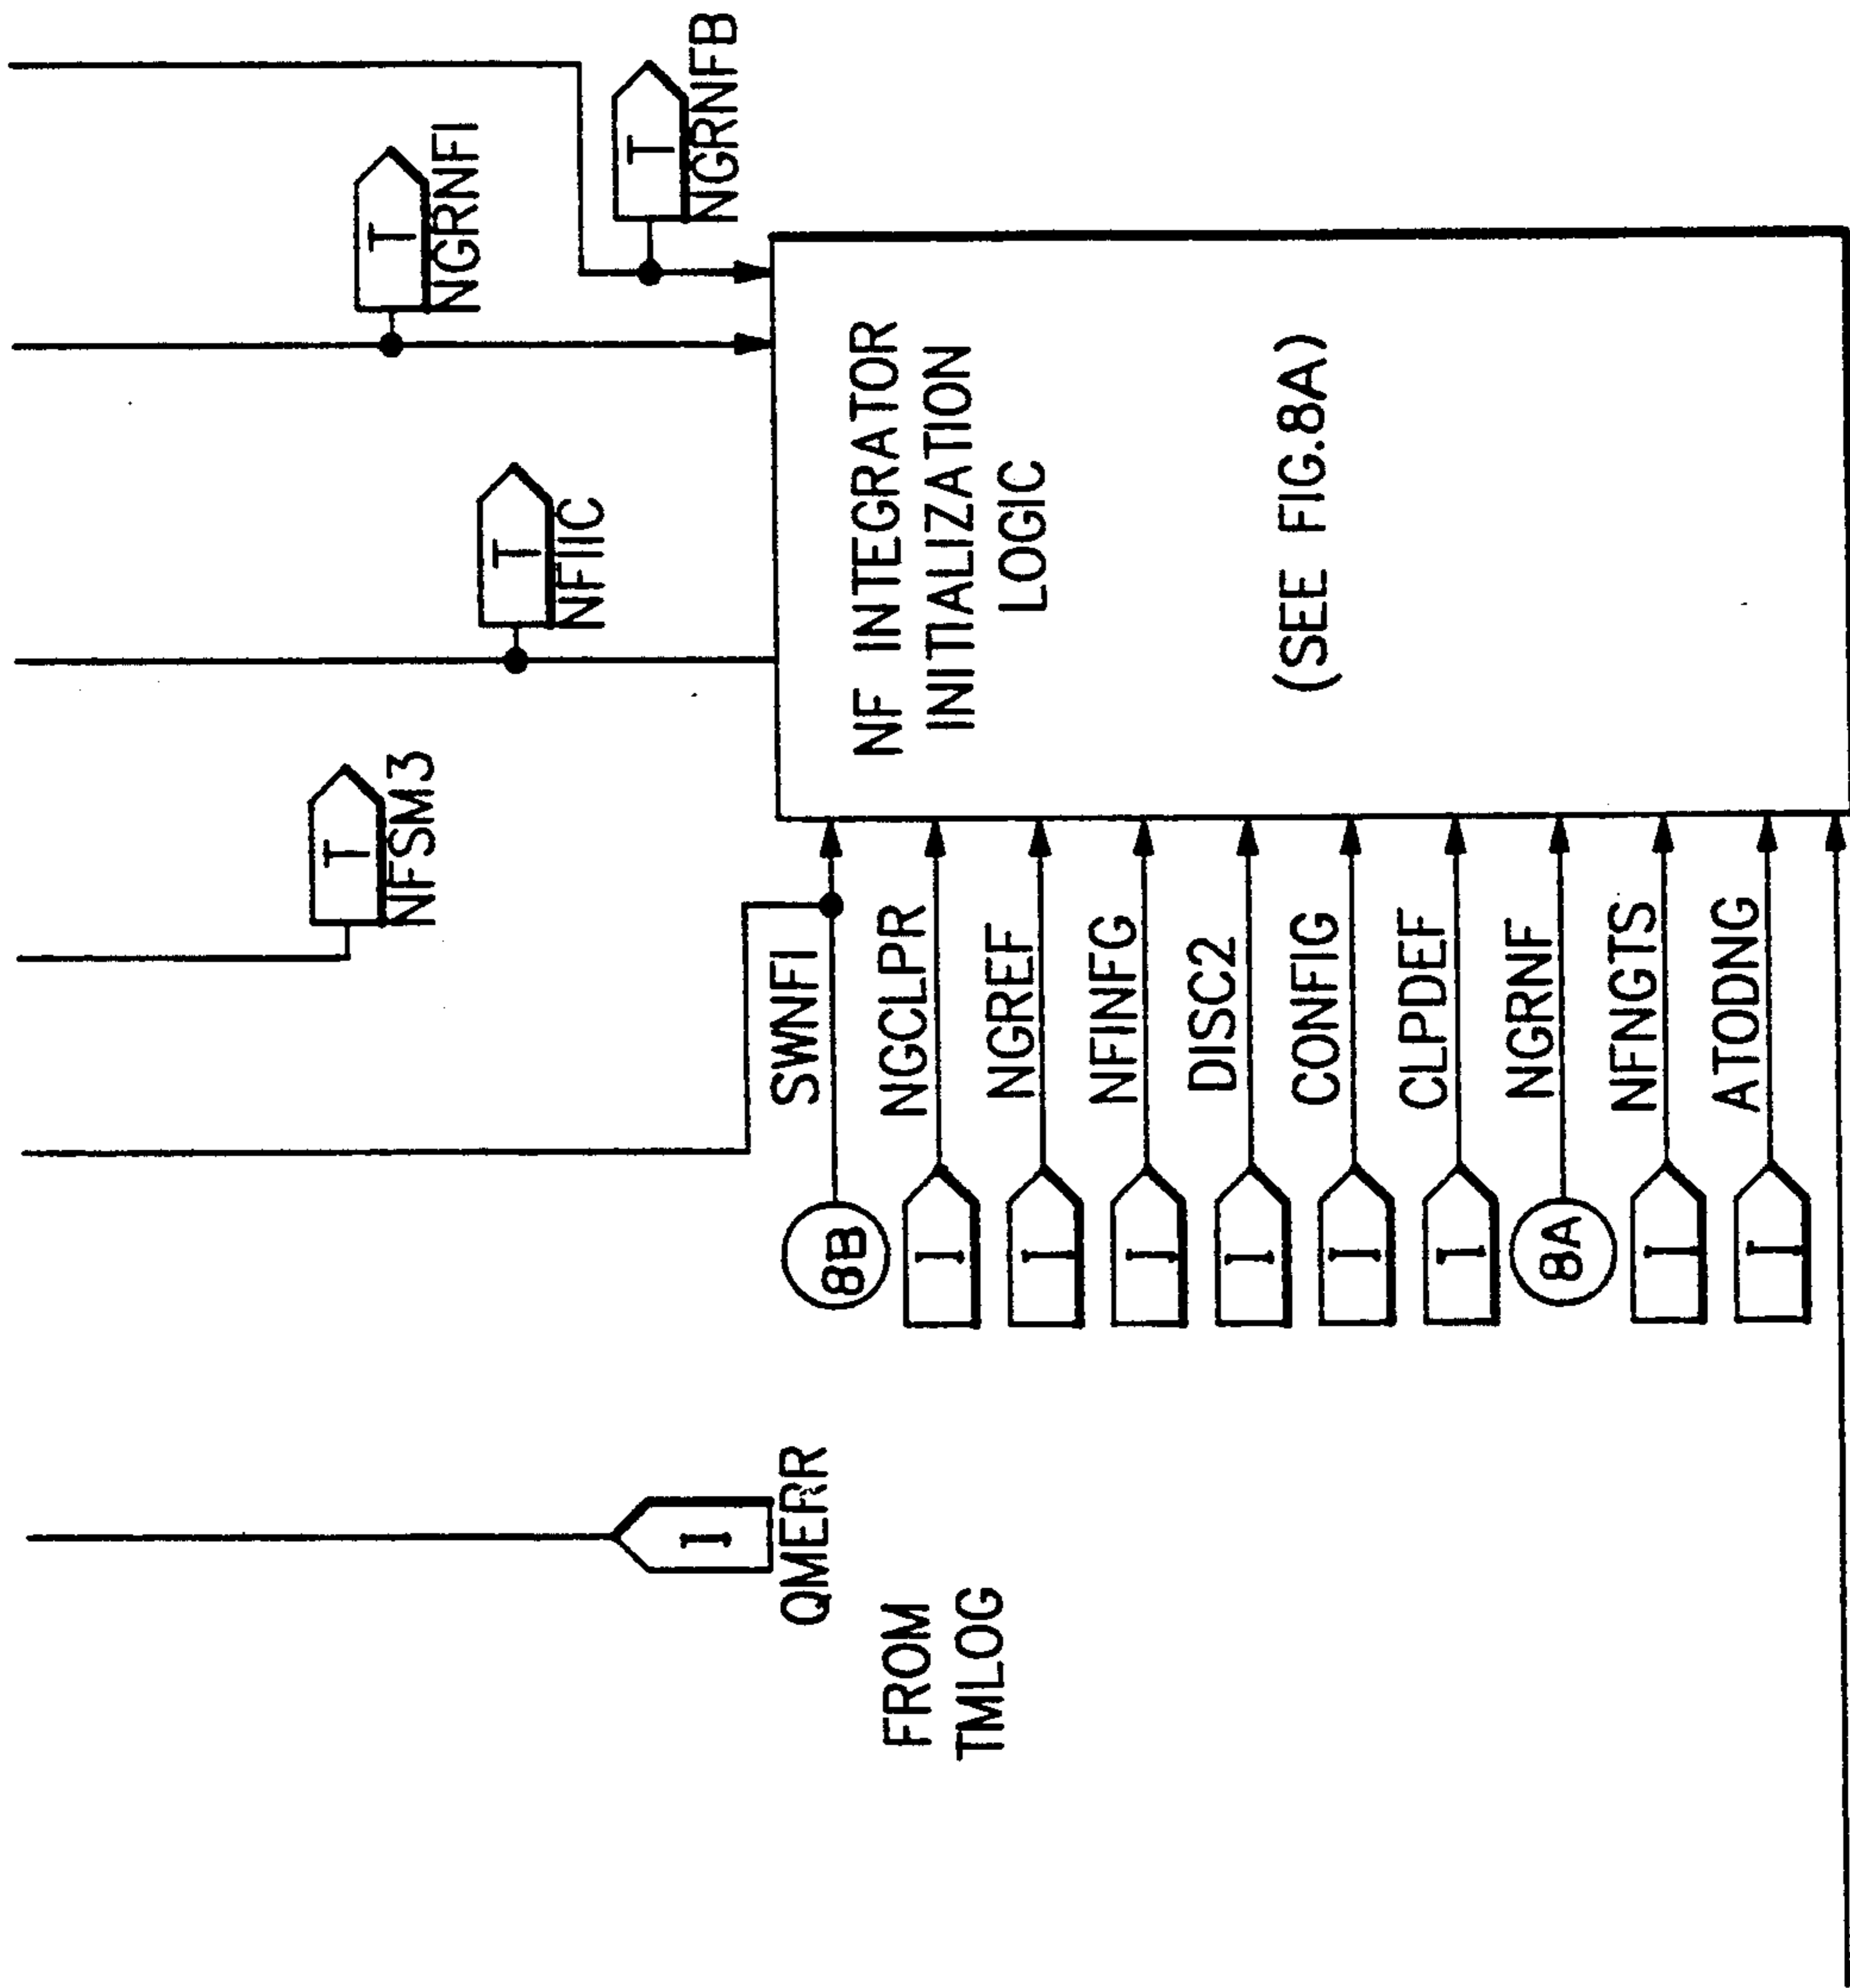 T
NFSM3
T
NGRNFI
T
NFIIC
T
NGRNFB
I
QMERR
FROM
TMLOG
8B SWNFI
I NGCLPR
I NGREF
I NFINFG
I DISC2
I CONFIG
I CLPDEF
8A NGRNF
I NFNGTS
I ATODNG
NF INTEGRATOR
INITIALIZATION
LOGIC
(SEE FIG.8A)